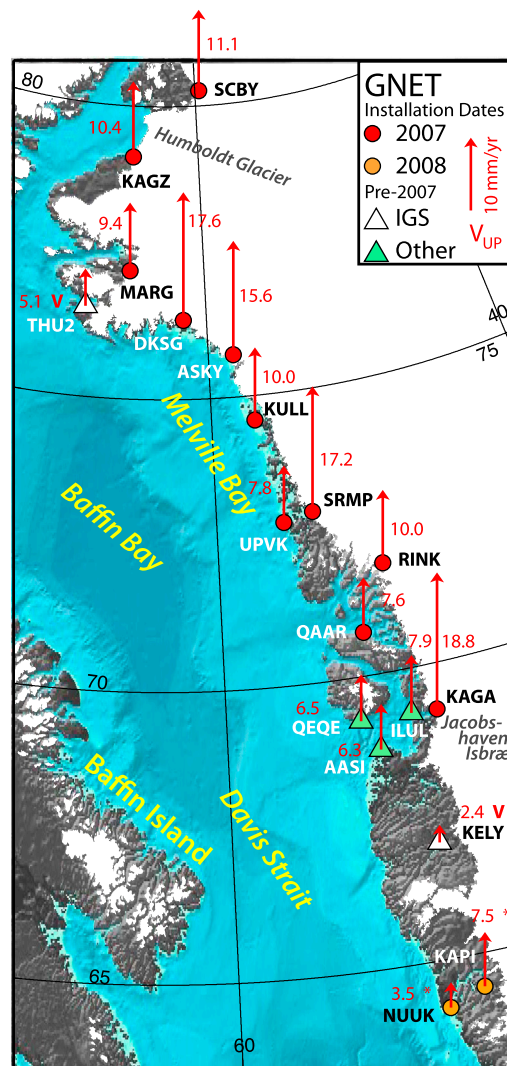 11.1
80
SCBY
GNET
Installation Dates
2007
2008
Pre-2007
IGS
Other
10 mm/yr
VUP
10.4
Humboldt Glacier
KAGZ
9.4
17.6
MARG
15.6
5.1 V
THU2
DKSG
ASKY
40
75
10.0
KULL
Melville Bay
17.2
7.8
SRMP
Baffin Bay
UPVK
10.0
RINK
7.6
QAAR
7.9
18.8
70
6.5
KAGA
QEQE
ILUL
Jacobs-
haven
Isbræ
6.3
AASI
Baffin Island
Davis Strait
2.4 V
KELY
7.5 *
KAPI
65
3.5 *
NUUK
60